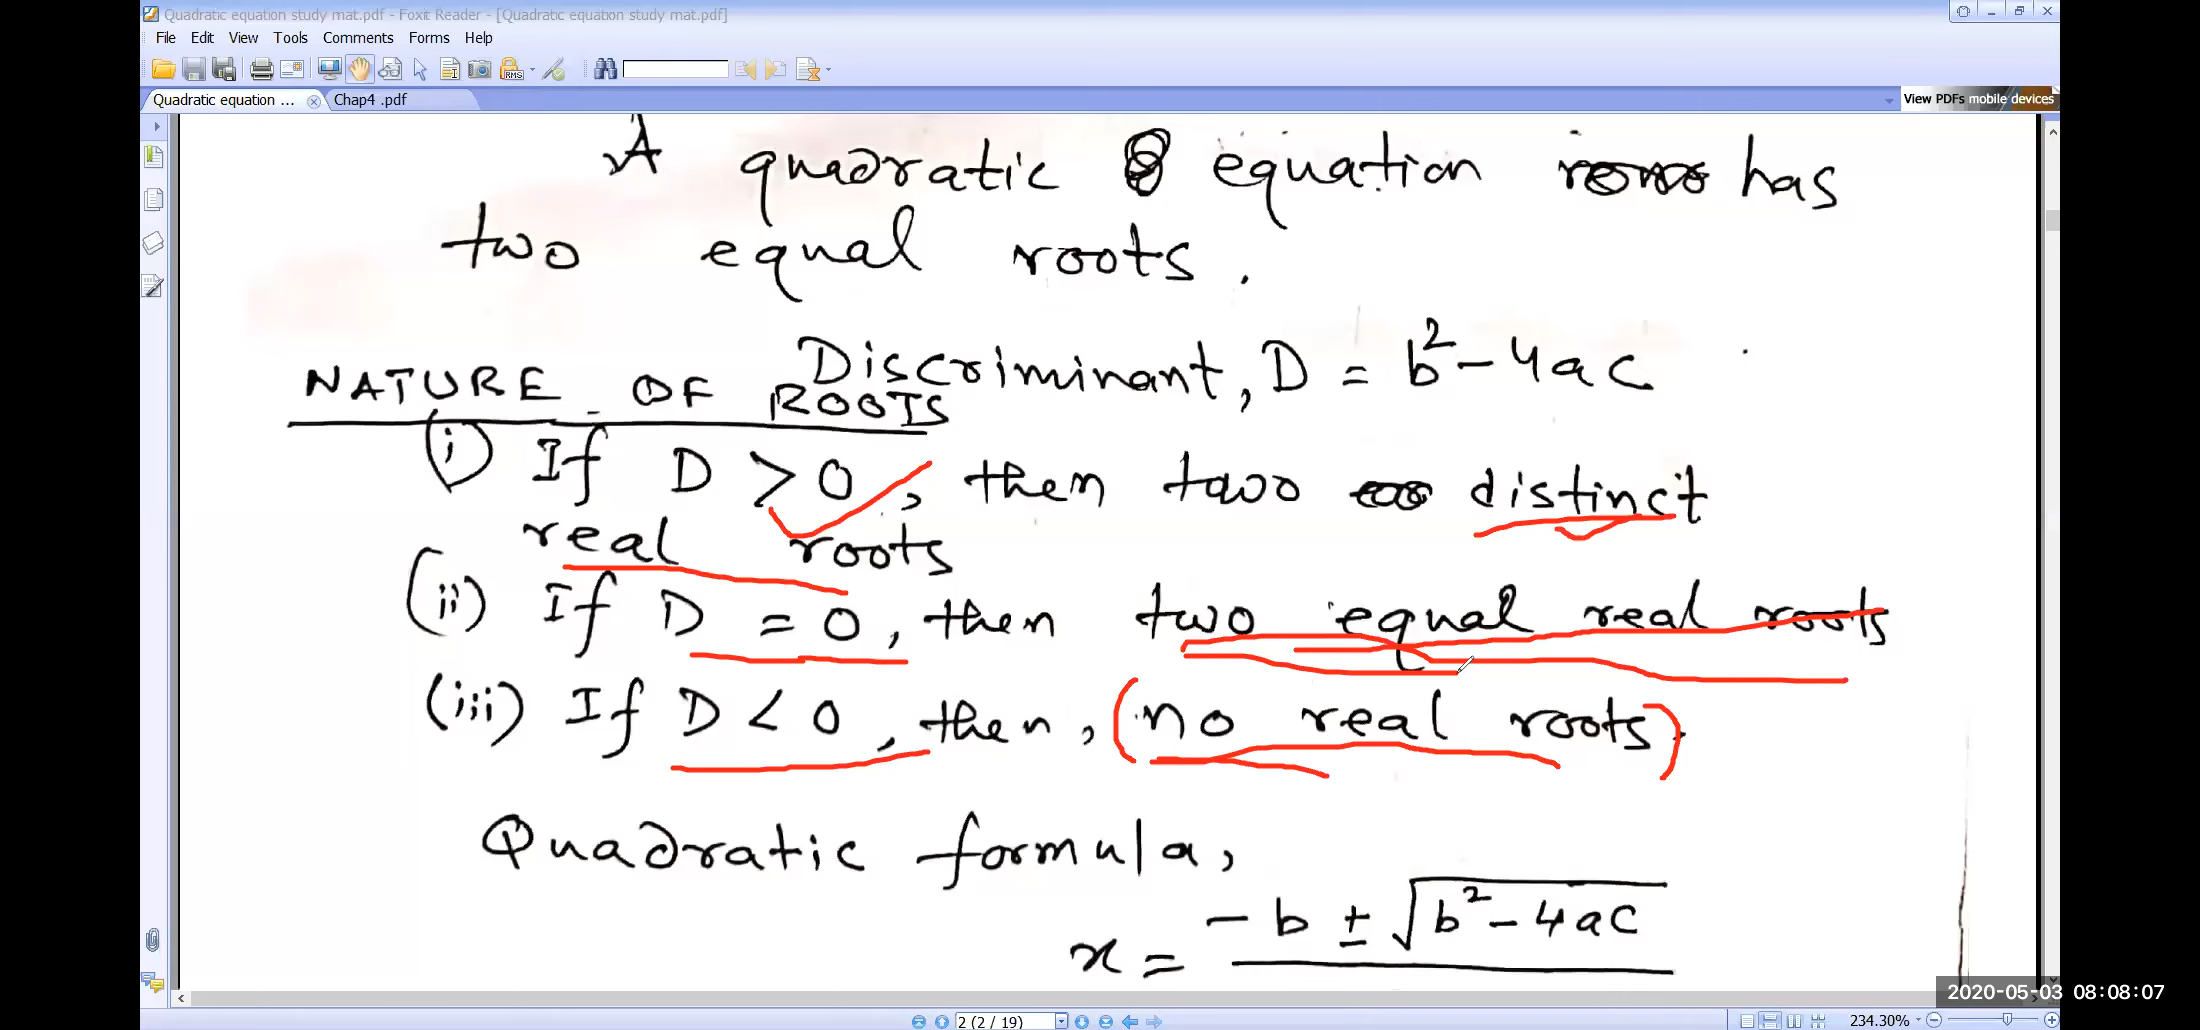 Quadratic equation study mat.pdf - Foxit Reader - [Quadratic equation study mat.pdf]
File Edit View Tools Comments Forms Help
Quadratic equation ... Chap4 .pdf
View PDFs mobile devices
A quadratic equation has
two equal roots.
Discriminant, D = b² - 4ac
NATURE OF ROOTS
(i) If D > 0, then two distinct
real roots
(ii) If D = 0, then two equal real roots
(iii) If D < 0, then, (no real roots).
Quadratic formula,
x = -b ± √b² - 4ac
2020-05-03 08:08:07
2 (2 / 19)
234.30%